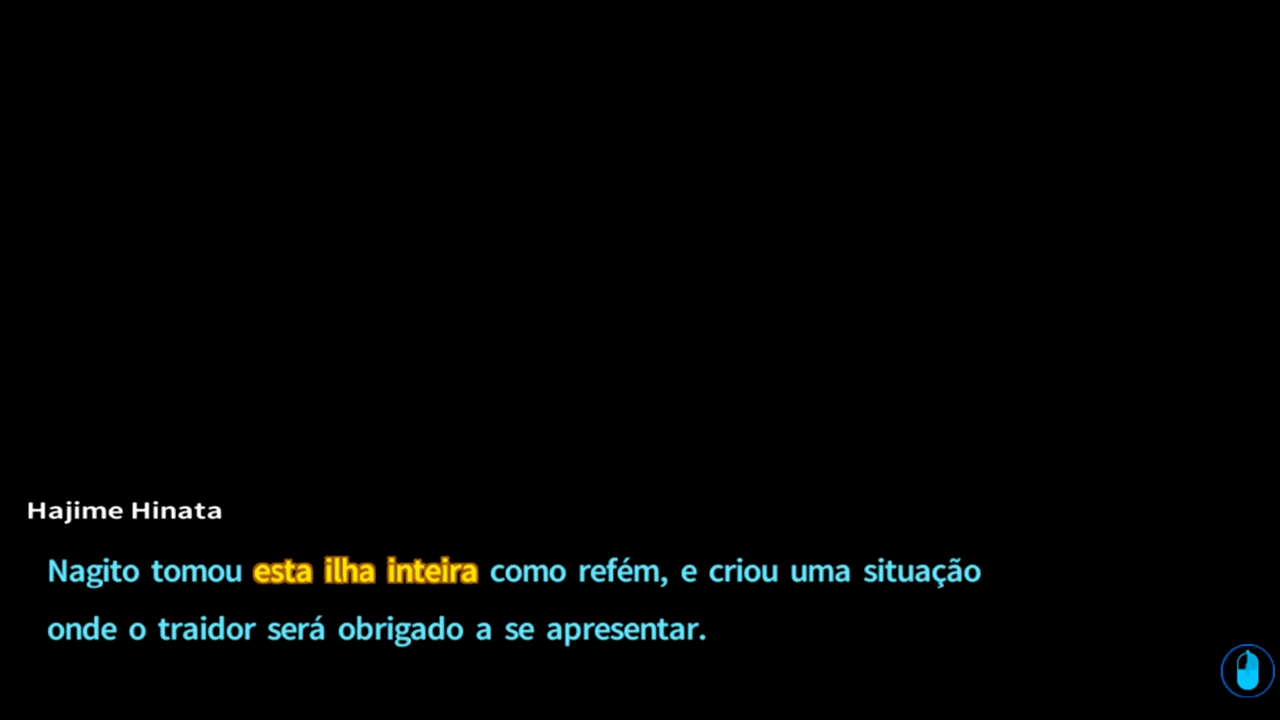 Hajime Hinata
Nagito tomou esta ilha inteira como refém, e criou uma situação
onde o traidor será obrigado a se apresentar.